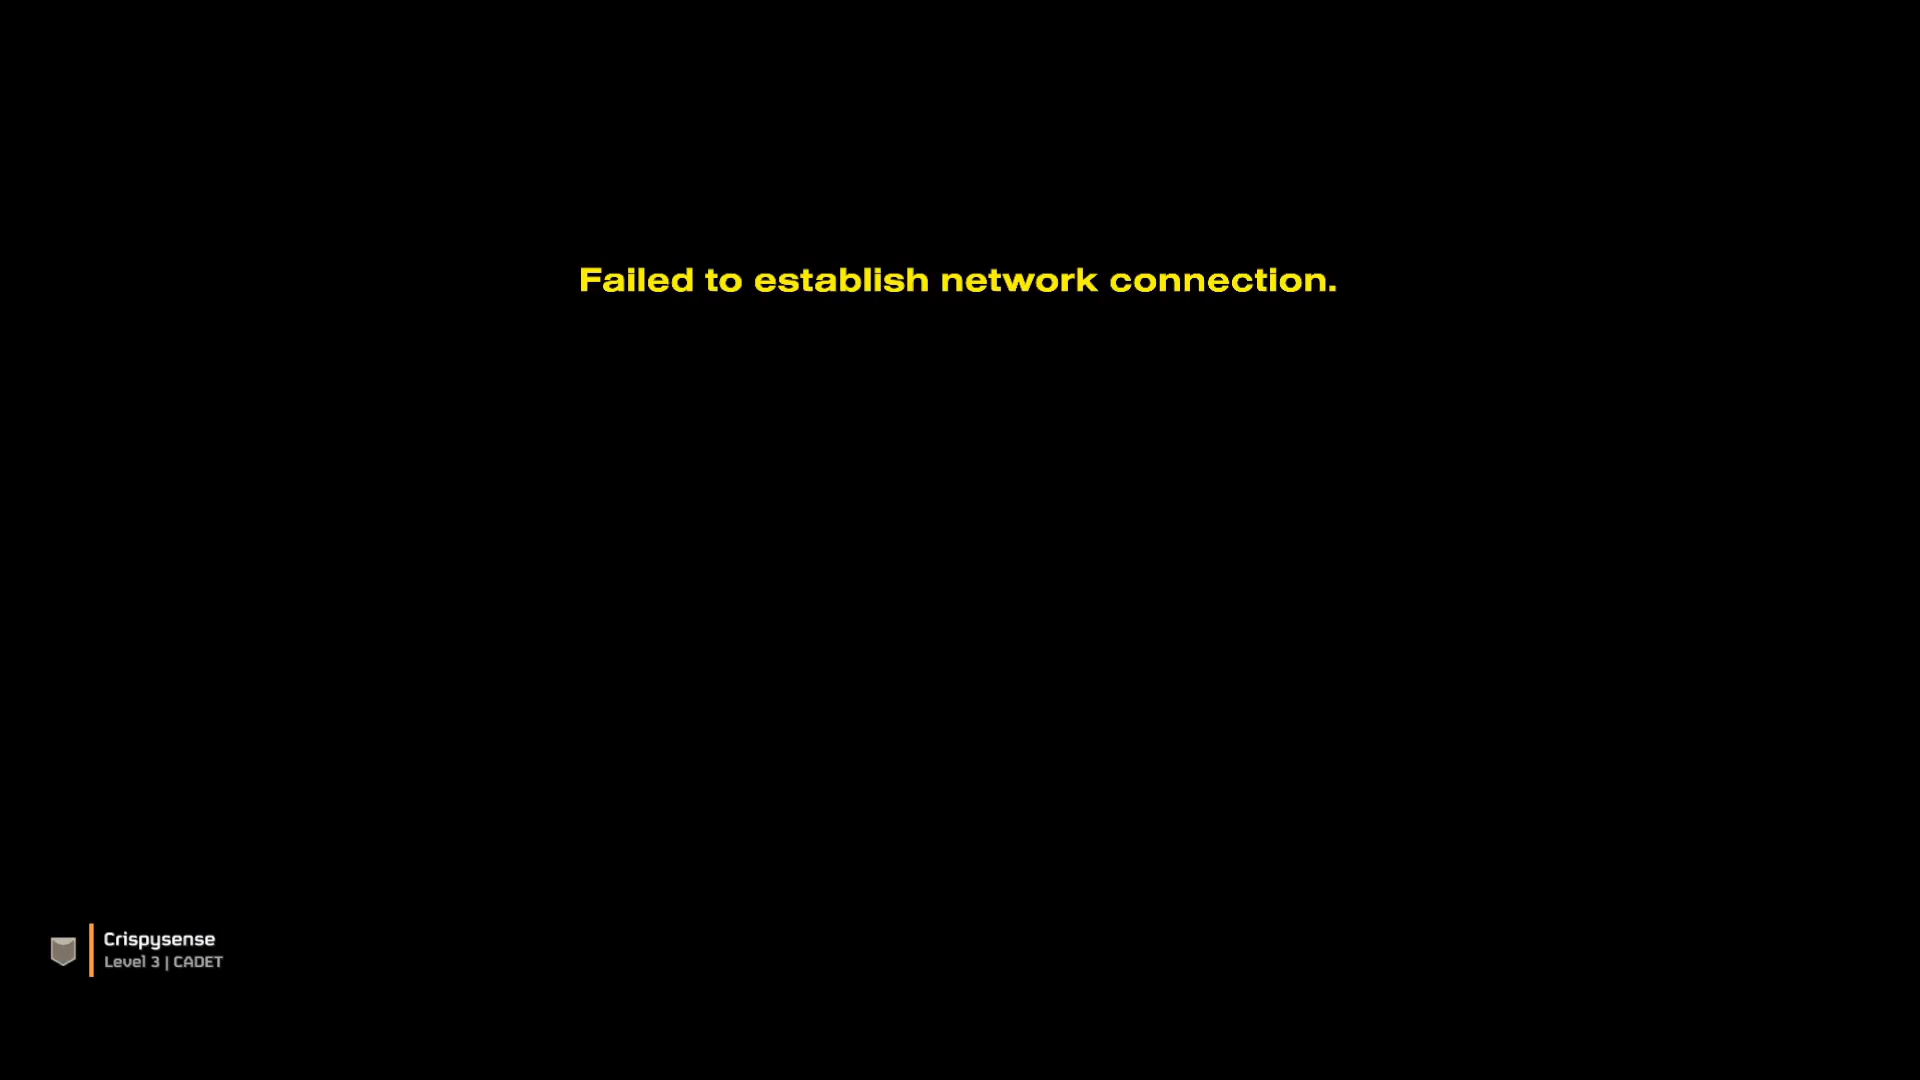 Failed to establish network connection.
Crispysense
Level 3 | CADET